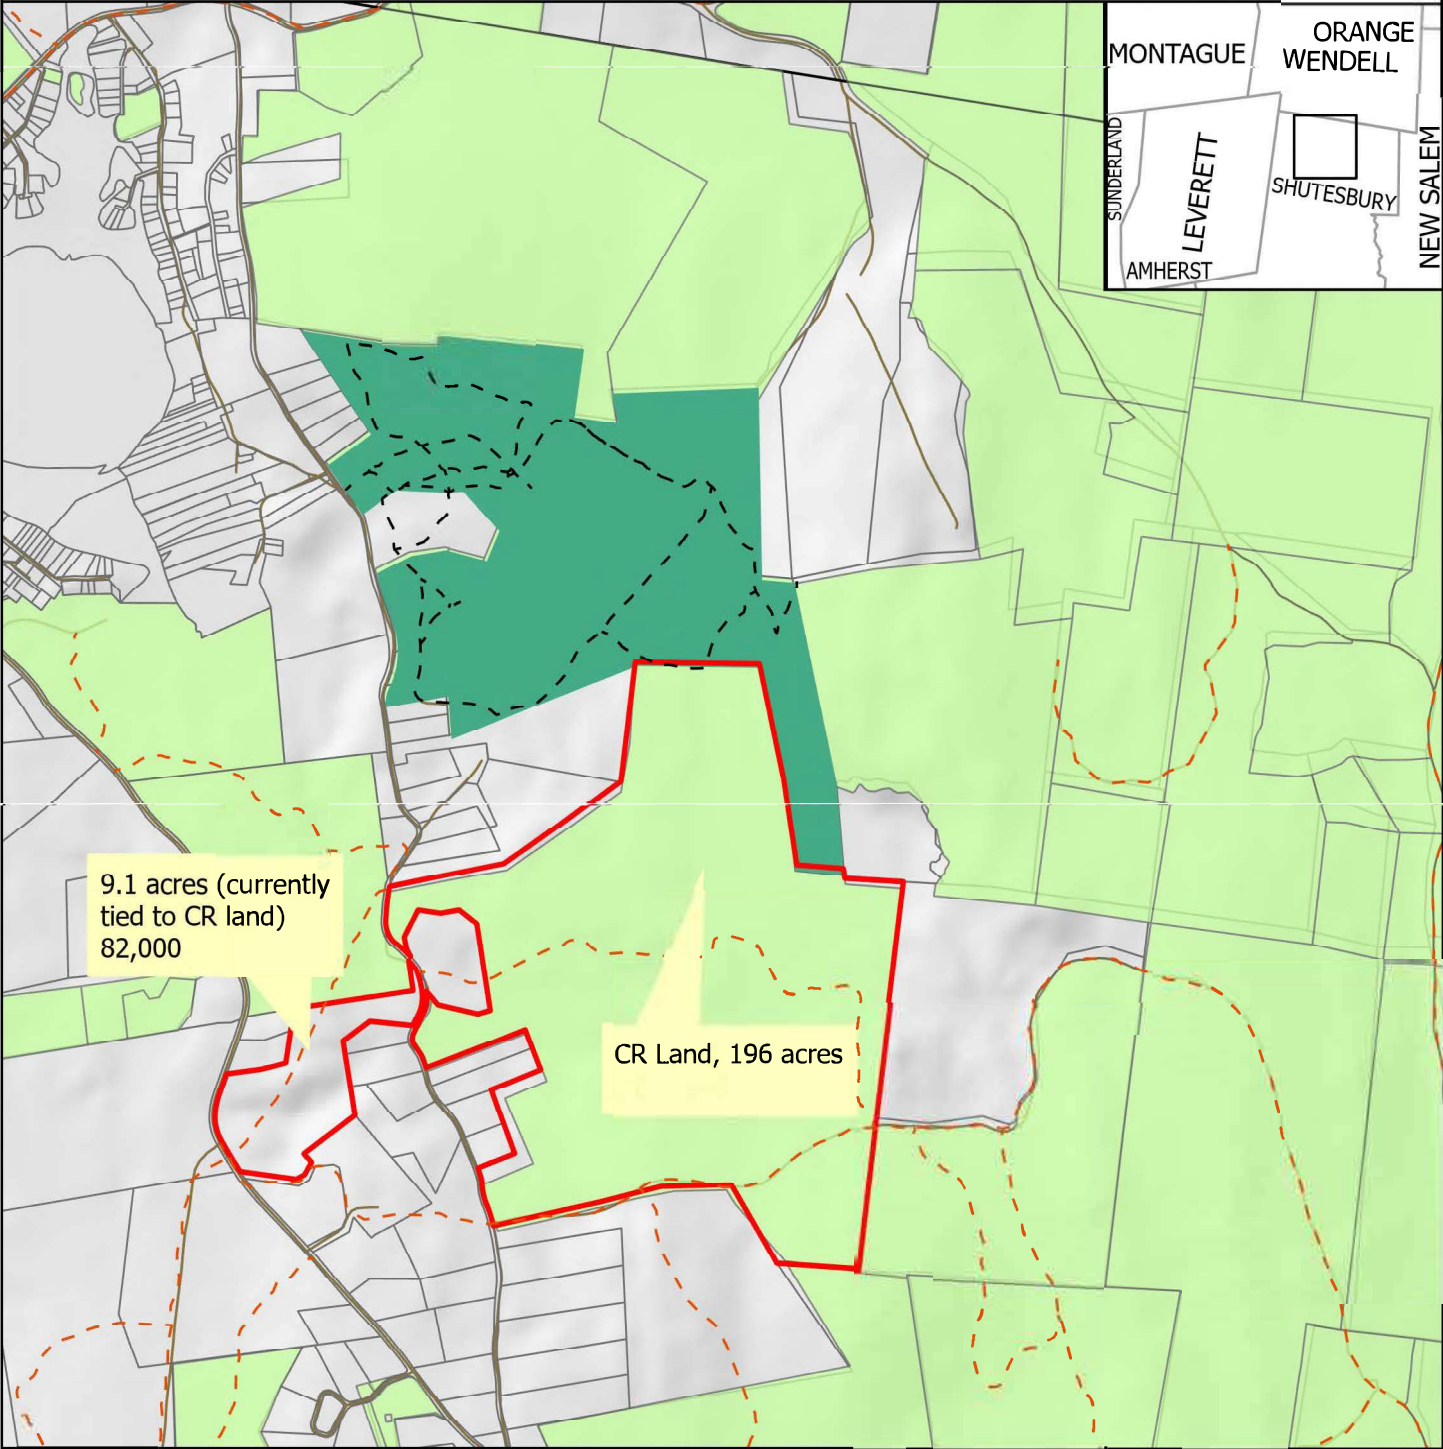 ORANGE
MONTAGUE
WENDELL
SUNDERLAND
LEVERETT
SHUTESBURY
NEW SALEM
AMHERST
9.1 acres (currently
tied to CR land)
82,000
CR Land, 196 acres